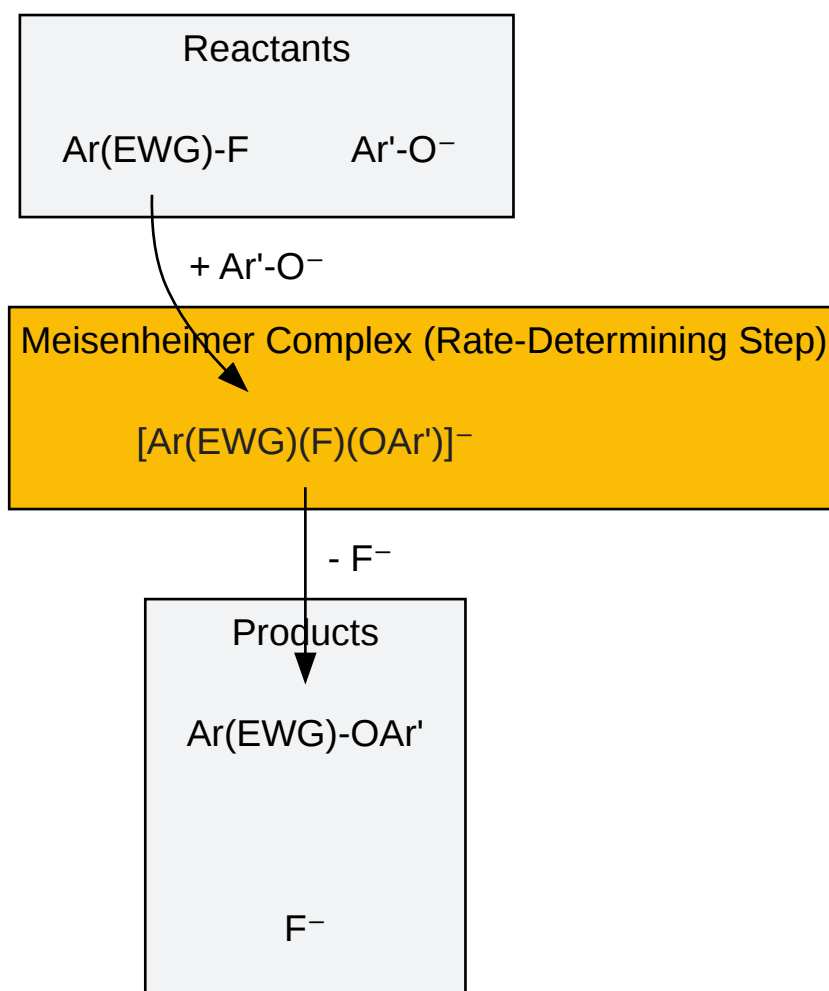 Reactants
Ar(EWG)-F Ar'-O⁻
+ Ar'-O⁻
Meisenheimer Complex (Rate-Determining Step)
[Ar(EWG)(F)(OAr')]⁻
- F⁻
Products
Ar(EWG)-OAr'
F⁻